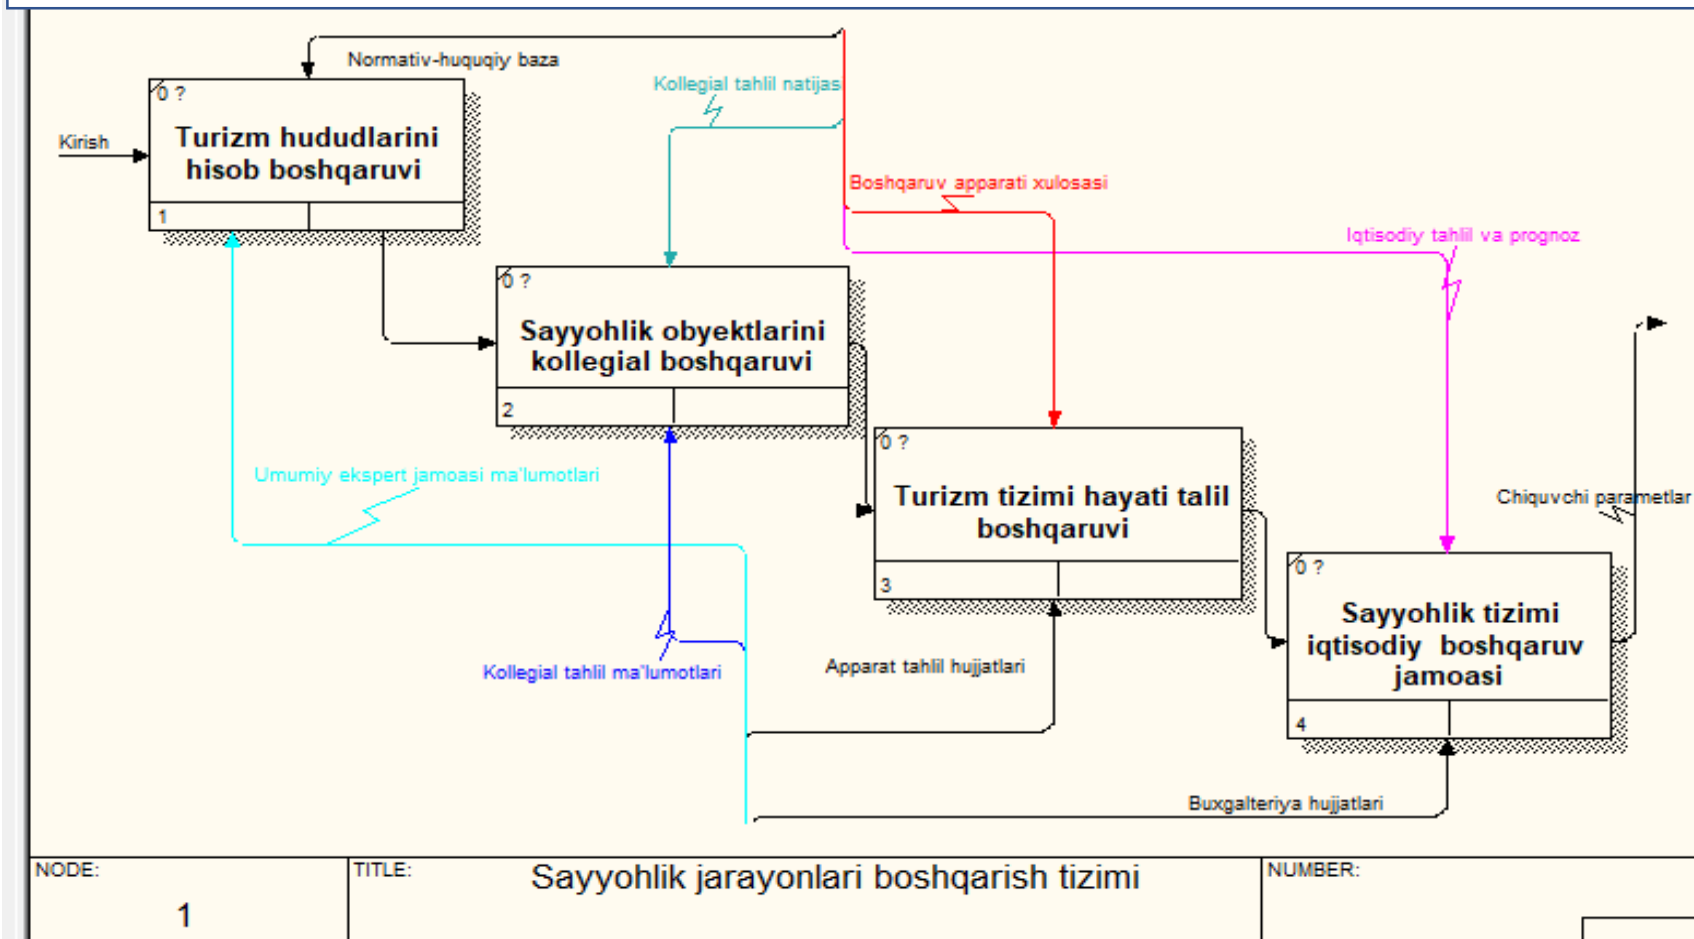 Normativ-huquqiy baza
Kollegial tahlil natijas
0 ?
Kirish
Turizm hududlarini
hisob boshqaruvi
1
Boshqaruv apparati xulosasi
Iqtisodiy tahlil va prognoz
0 ?
Sayyohlik obyektlarini
kollegial boshqaruvi
2
0 ?
Turizm tizimi hayati talil
boshqaruvi
3
Umumiy ekspert jamoasi ma'lumotlari
Chiquvchi parametlar
0 ?
Sayyohlik tizimi
iqtisodiy boshqaruv
jamoasi
4
Kollegial tahlil ma'lumotlari
Apparat tahlil hujjatlari
Buxgalteriya hujjatlari
NODE:
1
TITLE:
Sayyohlik jarayonlari boshqarish tizimi
NUMBER: